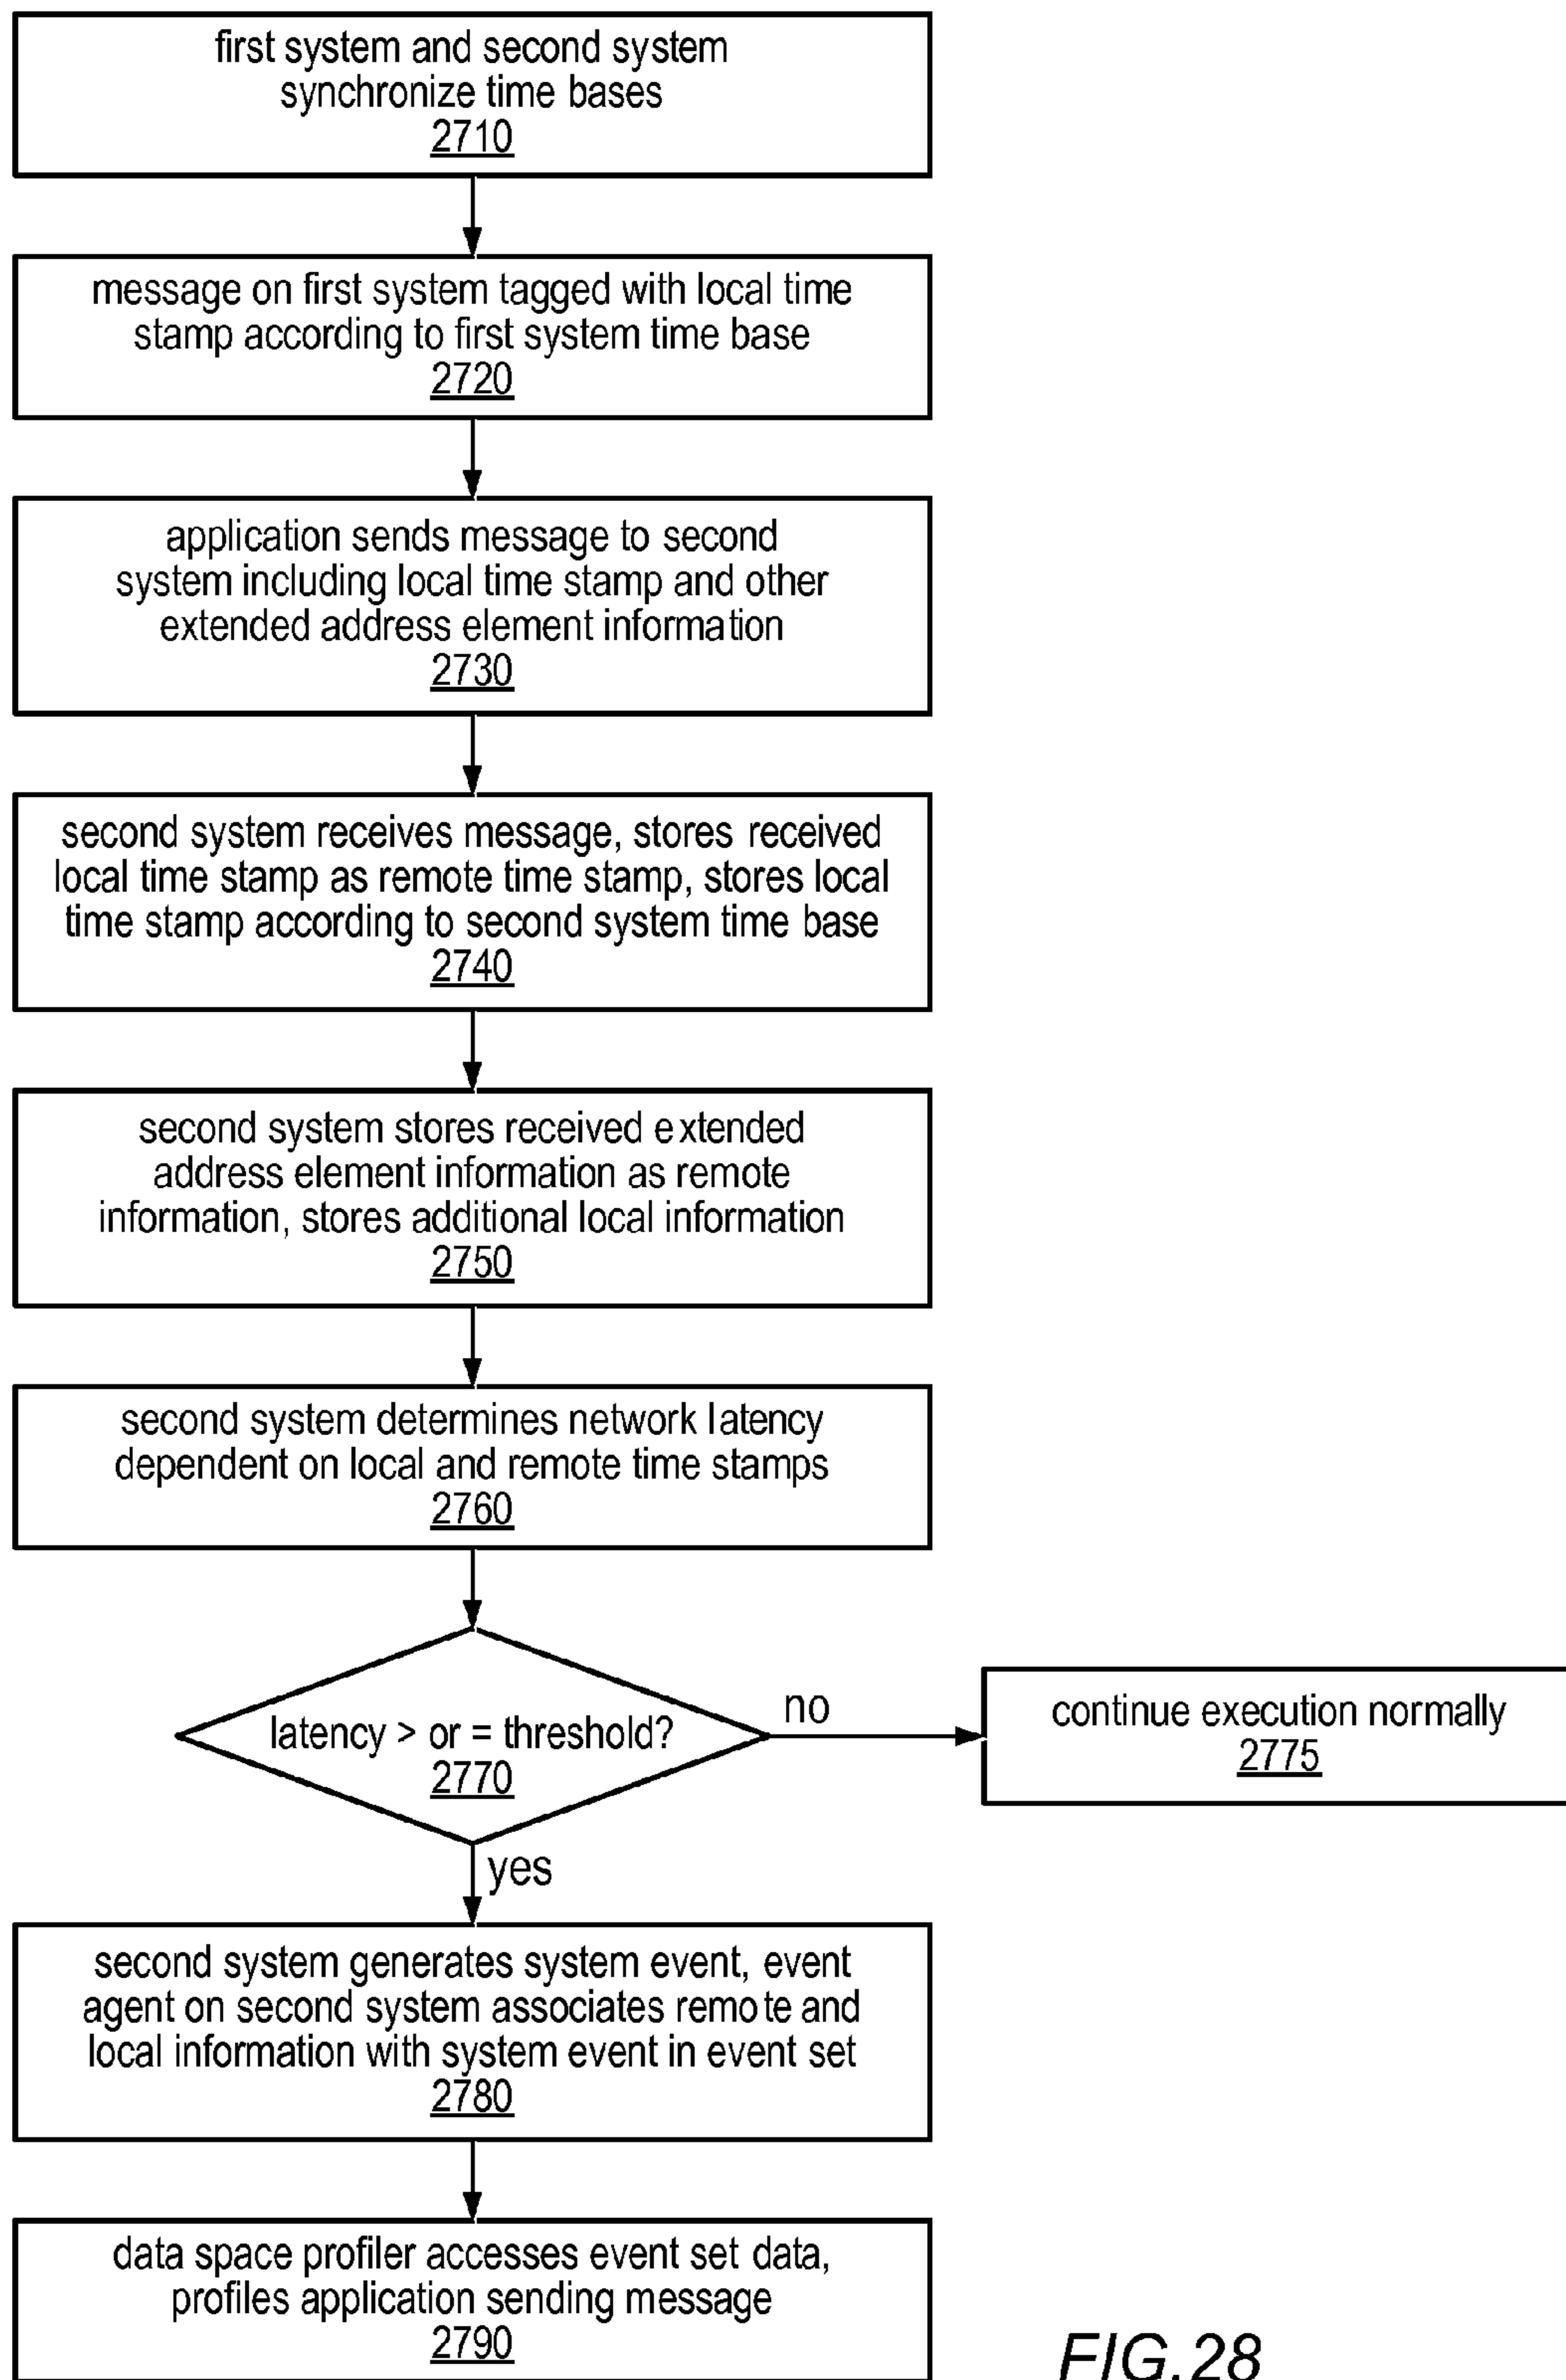 first system and second system
synchronize time bases
2710
message on first system tagged with local time
stamp according to first system time base
2720
application sends message to second
system including local time stamp and other
extended address element information
2730
second system receives message, stores received
local time stamp as remote time stamp, stores local
time stamp according to second system time base
2740
second system stores received extended
address element information as remote
information, stores additional local information
2750
second system determines network latency
dependent on local and remote time stamps
2760
latency > or = threshold?
2770
no
continue execution normally
2775
yes
second system generates system event, event
agent on second system associates remote and
local information with system event in event set
2780
data space profiler accesses event set data,
profiles application sending message
2790
FIG.28